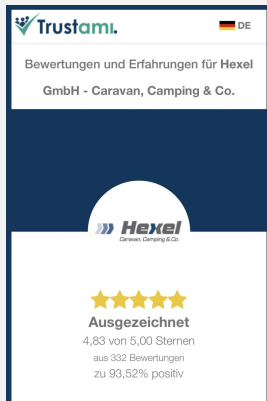 Trustami.
DE
Bewertungen und Erfahrungen für Hexel
GmbH - Caravan, Camping & Co.
Hexel
Caravan, Camping & Co.
Ausgezeichnet
4,83 von 5,00 Sternen
aus 332 Bewertungen
zu 93,52% positiv